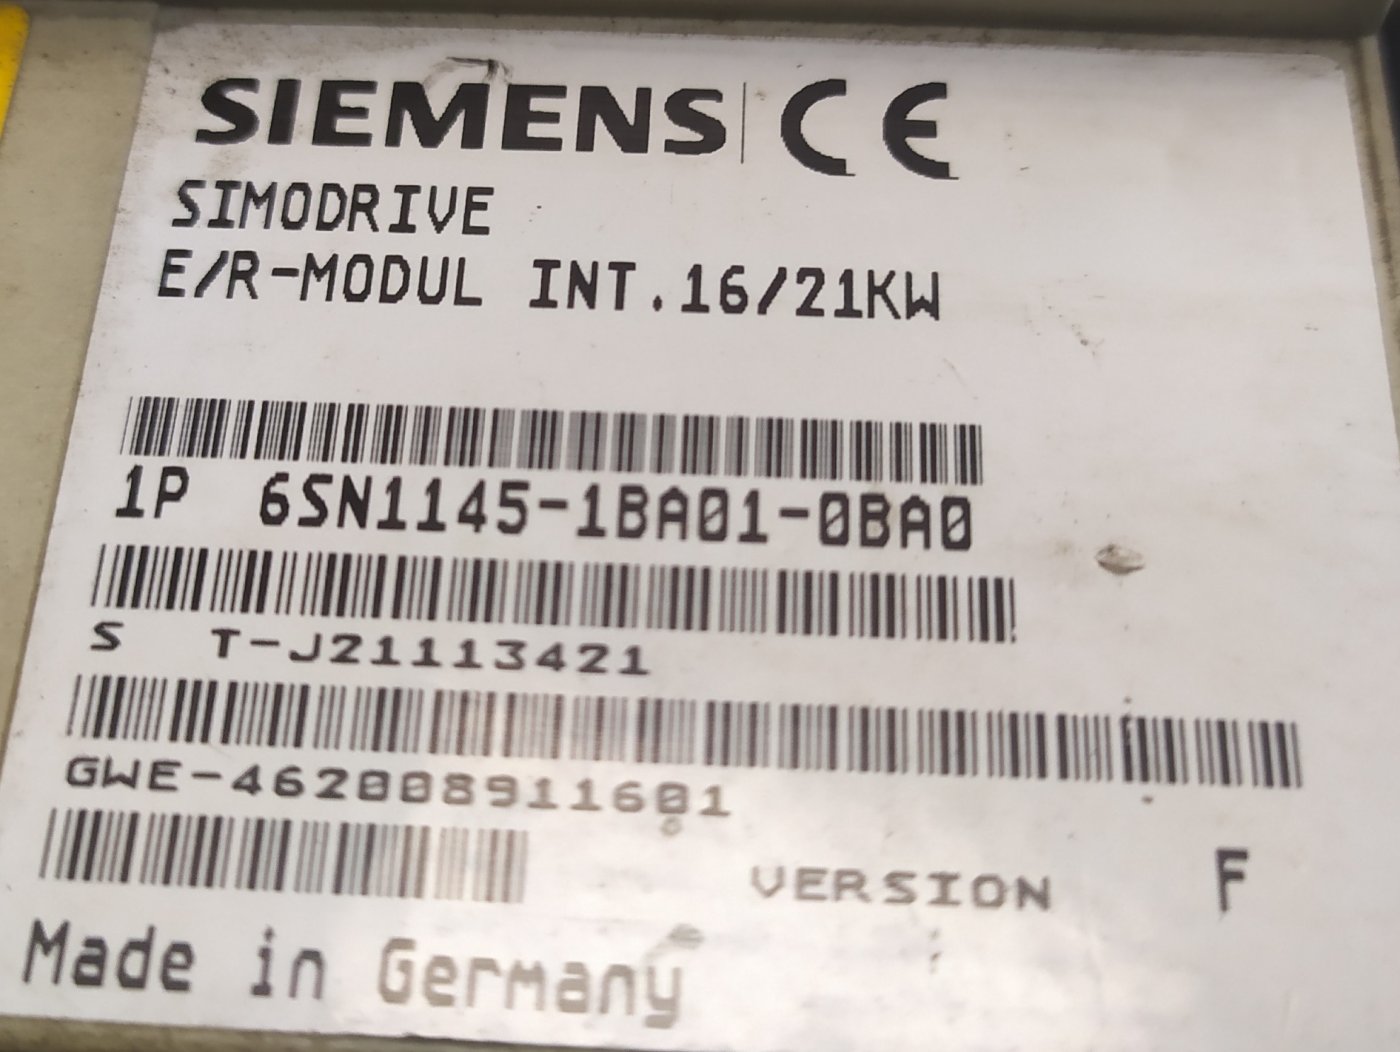 SIEMENS CE
SIMODRIVE
E/R-MODUL INT.16/21KW
1P 6SN1145-1BA01-0BA0
S T-J21113421
GWE-462008911601
VERSION F
Made in Germany